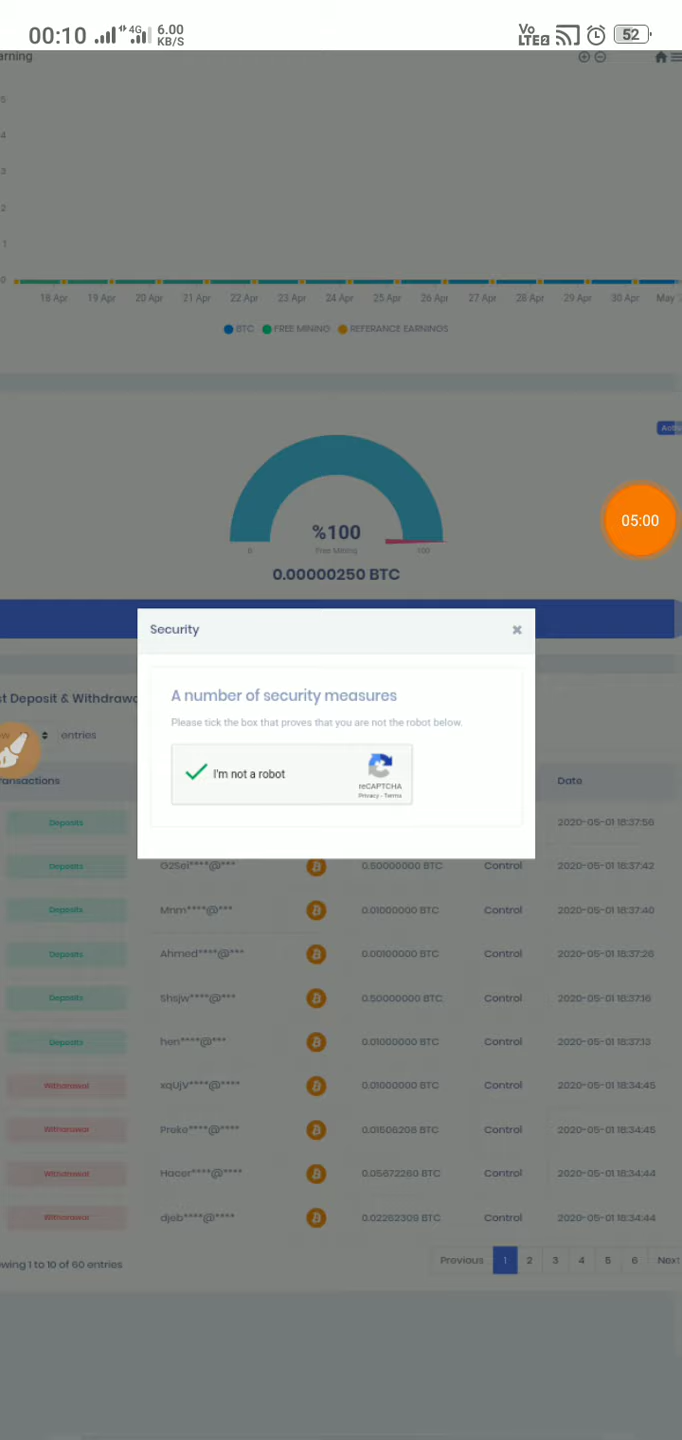 00:10 4G 6.00 KB/S Vo LTE2 52
arning
5
4
3
2
1
0
18 Apr 19 Apr 20 Apr 21 Apr 22 Apr 23 Apr 24 Apr 25 Apr 26 Apr 27 Apr 28 Apr 29 Apr 30 Apr May '
BTC FREE MINING REFERANCE EARNINGS
%100
0 Free Mining 100
05:00
0.00000250 BTC
Security ×
A number of security measures
Please tick the box that proves that you are not the robot below.
I'm not a robot
reCAPTCHA
Privacy - Terms
st Deposit & Withdrawa
entries
ransactions Date
Deposits 2020-05-01 18:37:56
Deposits G2Sei****@*** 0.50000000 BTC Control 2020-05-01 18:37:42
Deposits Mnm****@*** 0.01000000 BTC Control 2020-05-01 18:37:40
Deposits Ahmed****@*** 0.00100000 BTC Control 2020-05-01 18:37:26
Deposits Shsjw****@*** 0.50000000 BTC Control 2020-05-01 18:37:16
Deposits hen****@*** 0.01000000 BTC Control 2020-05-01 18:37:13
Withdrawal xqUjV****@**** 0.01000000 BTC Control 2020-05-01 18:34:45
Withdrawal Preke****@**** 0.01506208 BTC Control 2020-05-01 18:34:45
Withdrawal Hacer****@**** 0.05672260 BTC Control 2020-05-01 18:34:44
Withdrawal djeb****@**** 0.02252309 BTC Control 2020-05-01 18:34:44
wing 1 to 10 of 60 entries Previous 1 2 3 4 5 6 Next